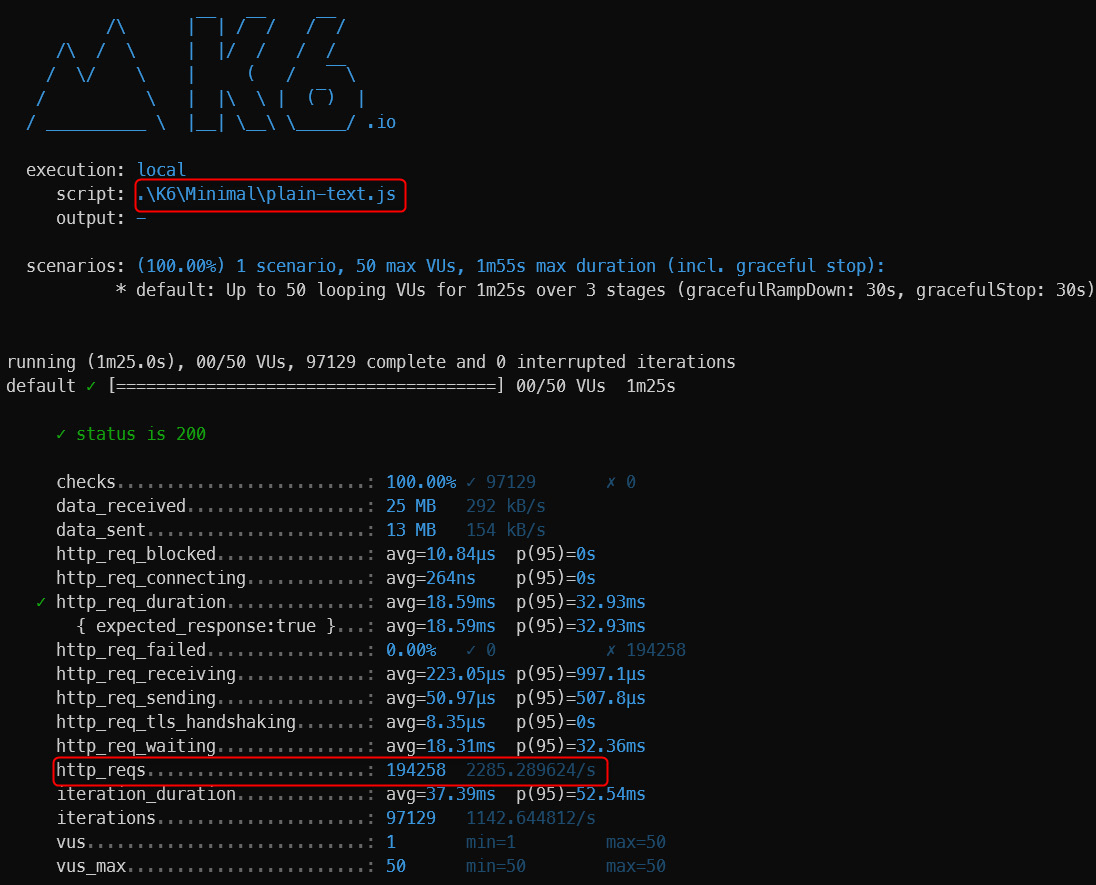 /\      |‾‾| /‾‾/   /‾‾/
/\  /  \     |  |/  /   /  /
/  \/    \    |     (   /   ‾‾\
/          \   |  |\  \ |  (‾)  |
/ __________ \  |__| \__\ \_____/ .io
execution: local
script: .\K6\Minimal\plain-text.js
output: -
scenarios: (100.00%) 1 scenario, 50 max VUs, 1m55s max duration (incl. graceful stop):
* default: Up to 50 looping VUs for 1m25s over 3 stages (gracefulRampDown: 30s, gracefulStop: 30s)
running (1m25.0s), 00/50 VUs, 97129 complete and 0 interrupted iterations
default ✓ [======================================] 00/50 VUs  1m25s
✓ status is 200
checks.........................: 100.00% ✓ 97129       ✗ 0
data_received..................: 25 MB   292 kB/s
data_sent......................: 13 MB   154 kB/s
http_req_blocked...............: avg=10.84µs  p(95)=0s
http_req_connecting............: avg=264ns    p(95)=0s
✓ http_req_duration..............: avg=18.59ms  p(95)=32.93ms
{ expected_response:true }...: avg=18.59ms  p(95)=32.93ms
http_req_failed................: 0.00%   ✓ 0           ✗ 194258
http_req_receiving.............: avg=223.05µs p(95)=997.1µs
http_req_sending...............: avg=50.97µs  p(95)=507.8µs
http_req_tls_handshaking.......: avg=8.35µs   p(95)=0s
http_req_waiting...............: avg=18.31ms  p(95)=32.36ms
http_reqs......................: 194258  2285.289624/s
iteration_duration.............: avg=37.39ms  p(95)=52.54ms
iterations.....................: 97129   1142.644812/s
vus............................: 1       min=1         max=50
vus_max........................: 50      min=50        max=50